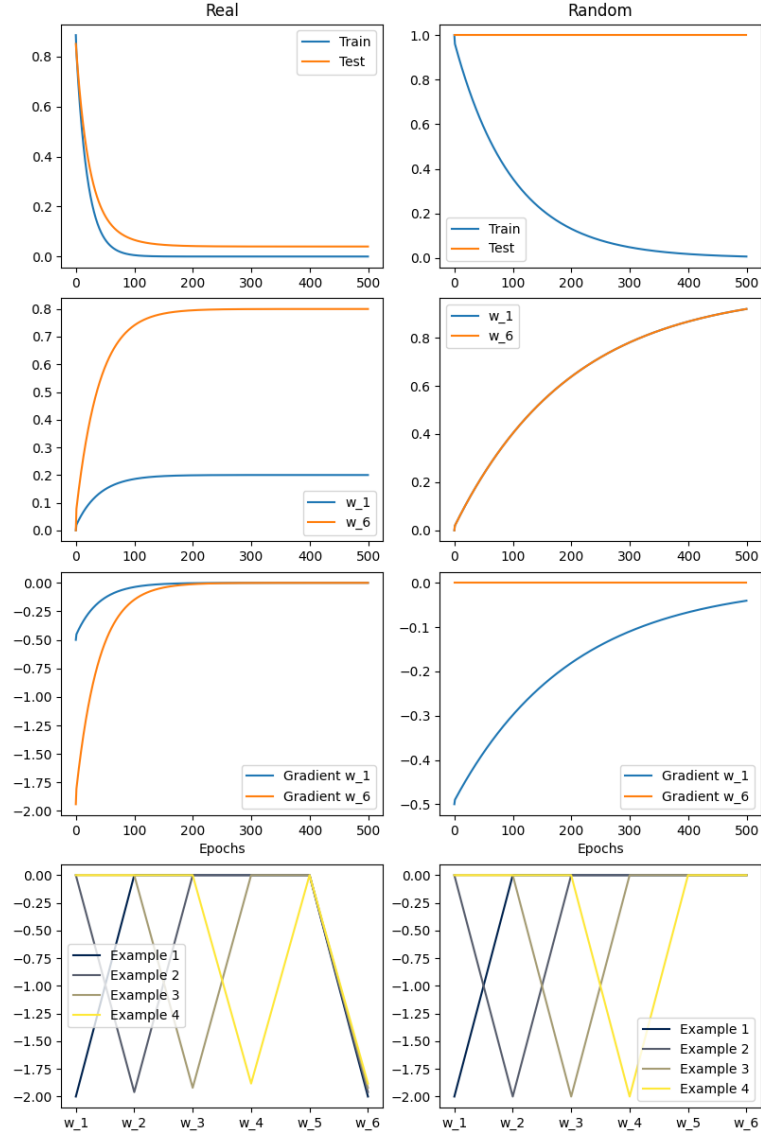 Real
Random
0.8
0.6
0.4
0.2
0.0
Train
Test
0 100 200 300 400 500
1.0
0.8
0.6
0.4
0.2
0.0
Train
Test
0 100 200 300 400 500
0.8
0.7
0.6
0.5
0.4
0.3
0.2
0.1
0.0
w_1
w_6
0 100 200 300 400 500
0.8
0.6
0.4
0.2
0.0
w_1
w_6
0 100 200 300 400 500
0.00
−0.25
−0.50
−0.75
−1.00
−1.25
−1.50
−1.75
−2.00
Gradient w_1
Gradient w_6
0 100 200 300 400 500
Epochs
0.0
−0.1
−0.2
−0.3
−0.4
−0.5
Gradient w_1
Gradient w_6
0 100 200 300 400 500
Epochs
0.00
−0.25
−0.50
−0.75
−1.00
−1.25
−1.50
−1.75
−2.00
Example 1
Example 2
Example 3
Example 4
w_1 w_2 w_3 w_4 w_5 w_6
0.00
−0.25
−0.50
−0.75
−1.00
−1.25
−1.50
−1.75
−2.00
Example 1
Example 2
Example 3
Example 4
w_1 w_2 w_3 w_4 w_5 w_6